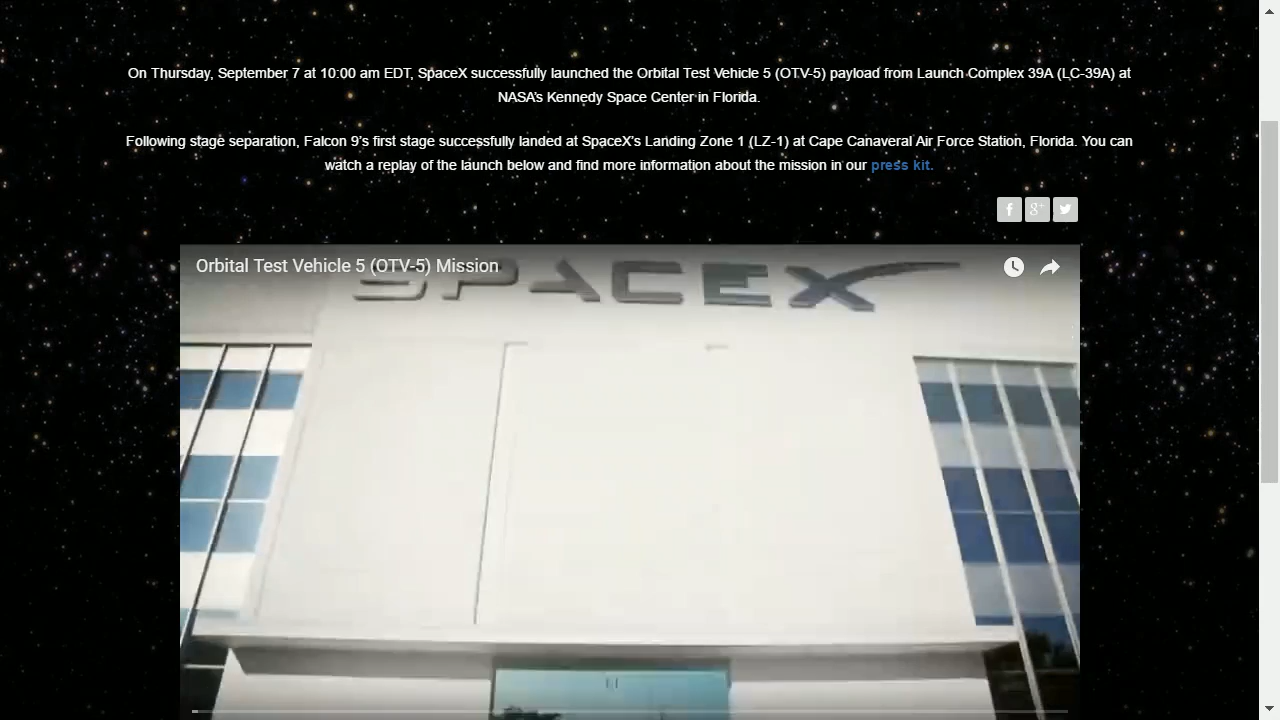 On Thursday, September 7 at 10:00 am EDT, SpaceX successfully launched the Orbital Test Vehicle 5 (OTV-5) payload from Launch Complex 39A (LC-39A) at
NASA's Kennedy Space Center in Florida.
Following stage separation, Falcon 9's first stage successfully landed at SpaceX's Landing Zone 1 (LZ-1) at Cape Canaveral Air Force Station, Florida. You can
watch a replay of the launch below and find more information about the mission in our press kit.
f g+
Orbital Test Vehicle 5 (OTV-5) Mission
SPACEX